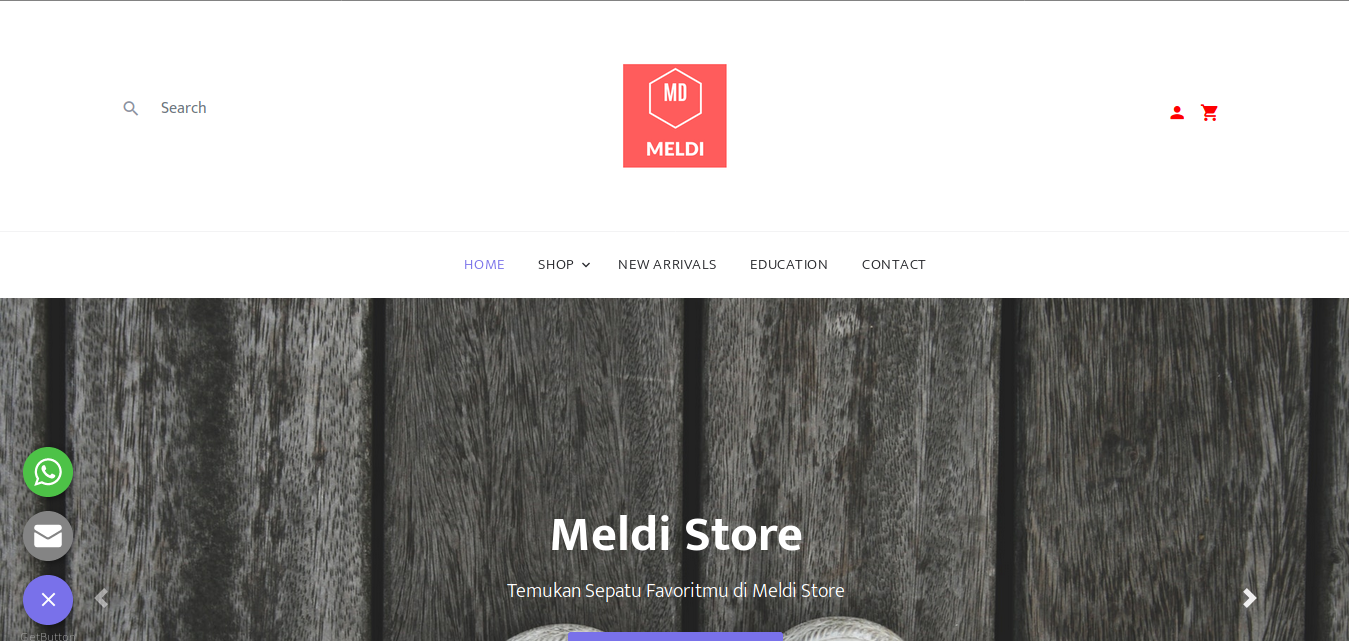 Search
MD
MELDI
HOME
SHOP
NEW ARRIVALS
EDUCATION
CONTACT
Meldi Store
Temukan Sepatu Favoritmu di Meldi Store
GetButton